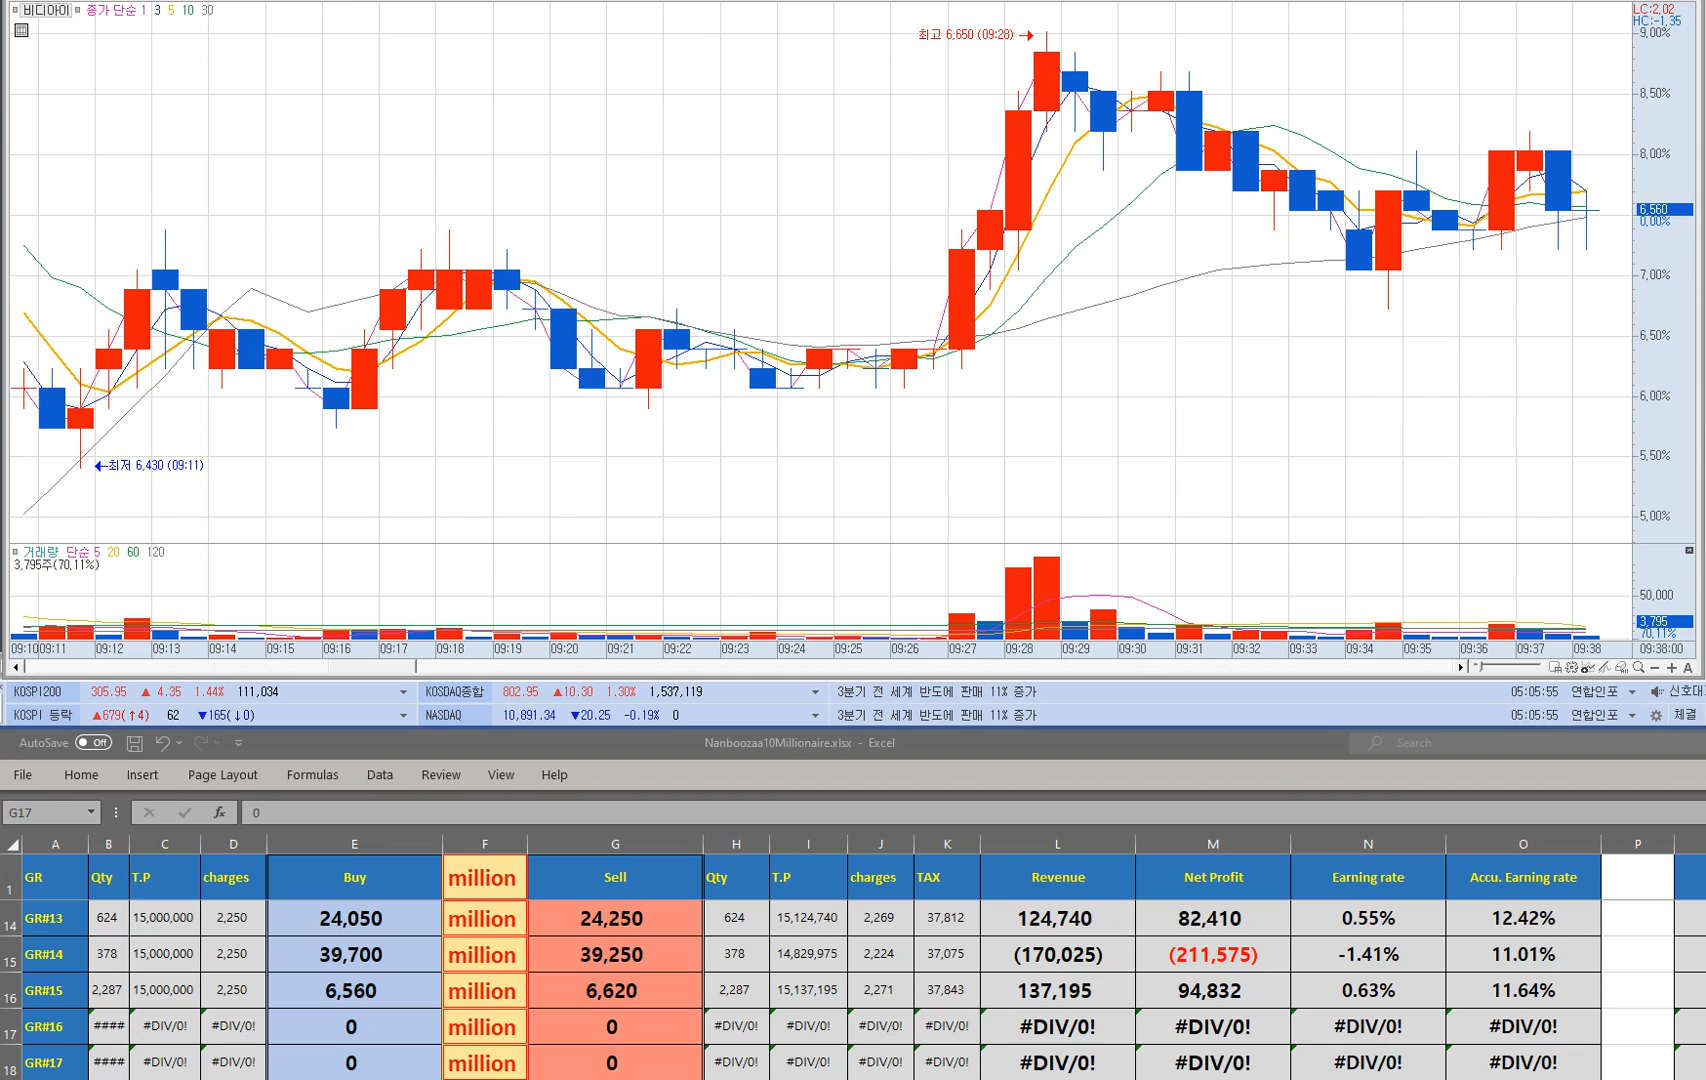 비디아이 종가 단순 1 3 5 10 30
LC:2,02
HC:-1,35
최고 6,650 (09:28)
9,00%
8,50%
8,00%
6,560
0,00%
7,00%
6,50%
6,00%
최저 6,430 (09:11)
5,50%
5,00%
거래량 단순 5 20 60 120
3,795주(70,11%)
50,000
3,795
70,11%
09:10 09:11 09:12 09:13 09:14 09:15 09:16 09:17 09:18 09:19 09:20 09:21 09:22 09:23 09:24 09:25 09:26 09:27 09:28 09:29 09:30 09:31 09:32 09:33 09:34 09:35 09:36 09:37 09:38 09:38:00
A
KOSPI200 305.95 ▲ 4.35 1.44% 111,034 KOSDAQ종합 802.95 ▲10.30 1.30% 1,537,119 3분기 전 세계 반도체 판매 11% 증가 05:05:55 연합인포 신호대
KOSPI 등락 ▲679(↑4) 62 ▼165(↓0) NASDAQ 10,891.34 ▼20.25 -0.19% 0 3분기 전 세계 반도체 판매 11% 증가 05:05:55 연합인포 체결
AutoSave Off Nanboozaa10Millionaire.xlsx - Excel Search
File Home Insert Page Layout Formulas Data Review View Help
G17 fx 0
A B C D E F G H I J K L M N O P
1 GR Qty T.P charges Buy million Sell Qty T.P charges TAX Revenue Net Profit Earning rate Accu. Earning rate
14 GR#13 624 15,000,000 2,250 24,050 million 24,250 624 15,124,740 2,269 37,812 124,740 82,410 0.55% 12.42%
15 GR#14 378 15,000,000 2,250 39,700 million 39,250 378 14,829,975 2,224 37,075 (170,025) (211,575) -1.41% 11.01%
16 GR#15 2,287 15,000,000 2,250 6,560 million 6,620 2,287 15,137,195 2,271 37,843 137,195 94,832 0.63% 11.64%
17 GR#16 #### #DIV/0! #DIV/0! 0 million 0 #DIV/0! #DIV/0! #DIV/0! #DIV/0! #DIV/0! #DIV/0! #DIV/0! #DIV/0!
18 GR#17 #### #DIV/0! #DIV/0! 0 million 0 #DIV/0! #DIV/0! #DIV/0! #DIV/0! #DIV/0! #DIV/0! #DIV/0! #DIV/0!